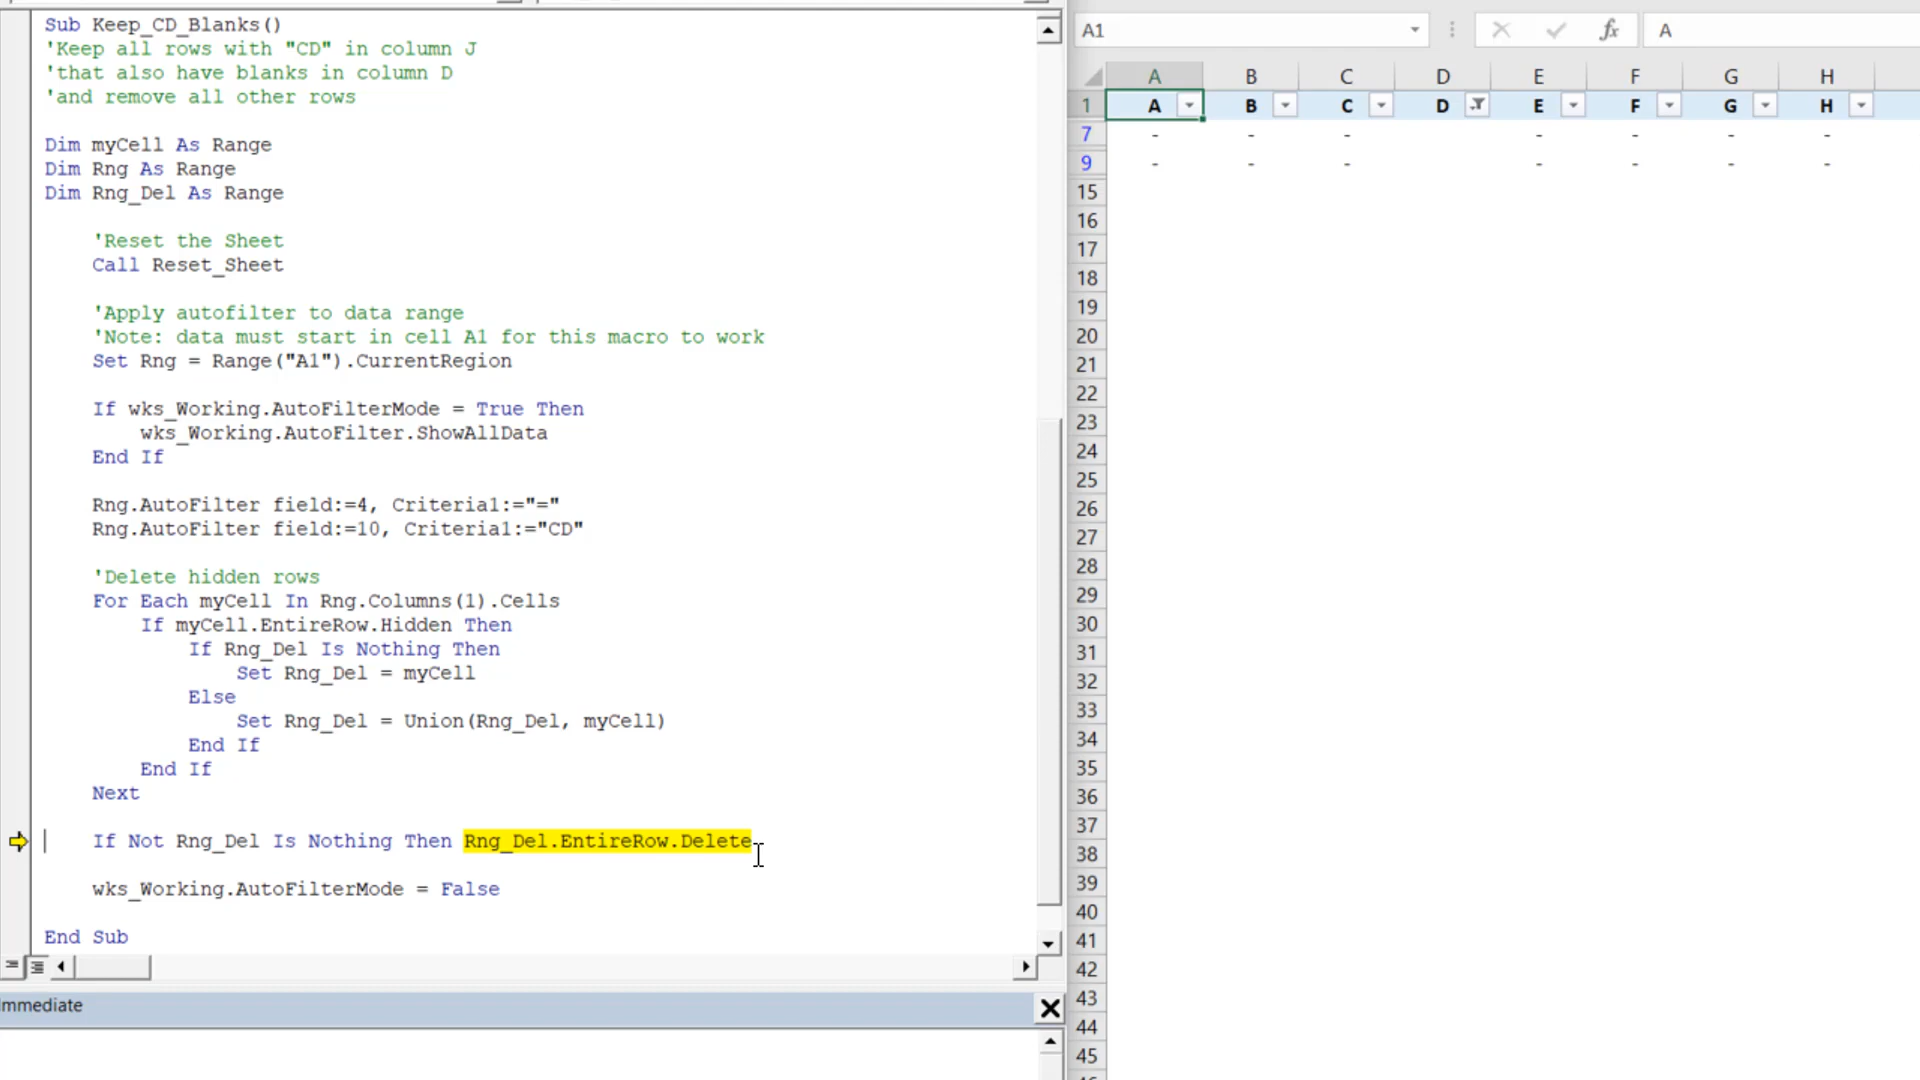 Sub Keep_CD_Blanks()
'Keep all rows with "CD" in column J
'that also have blanks in column D
'and remove all other rows
Dim myCell As Range
Dim Rng As Range
Dim Rng_Del As Range
'Reset the Sheet
Call Reset_Sheet
'Apply autofilter to data range
'Note: data must start in cell A1 for this macro to work
Set Rng = Range("A1").CurrentRegion
If wks_Working.AutoFilterMode = True Then
wks_Working.AutoFilter.ShowAllData
End If
Rng.AutoFilter field:=4, Criteria1:="="
Rng.AutoFilter field:=10, Criteria1:="CD"
'Delete hidden rows
For Each myCell In Rng.Columns(1).Cells
If myCell.EntireRow.Hidden Then
If Rng_Del Is Nothing Then
Set Rng_Del = myCell
Else
Set Rng_Del = Union(Rng_Del, myCell)
End If
End If
Next
If Not Rng_Del Is Nothing Then Rng_Del.EntireRow.Delete
wks_Working.AutoFilterMode = False
End Sub
Immediate
A1 fx A
A B C D E F G H
1 A B C D E F G H
7 - - - - - - -
9 - - - - - - -
15
16
17
18
19
20
21
22
23
24
25
26
27
28
29
30
31
32
33
34
35
36
37
38
39
40
41
42
43
44
45